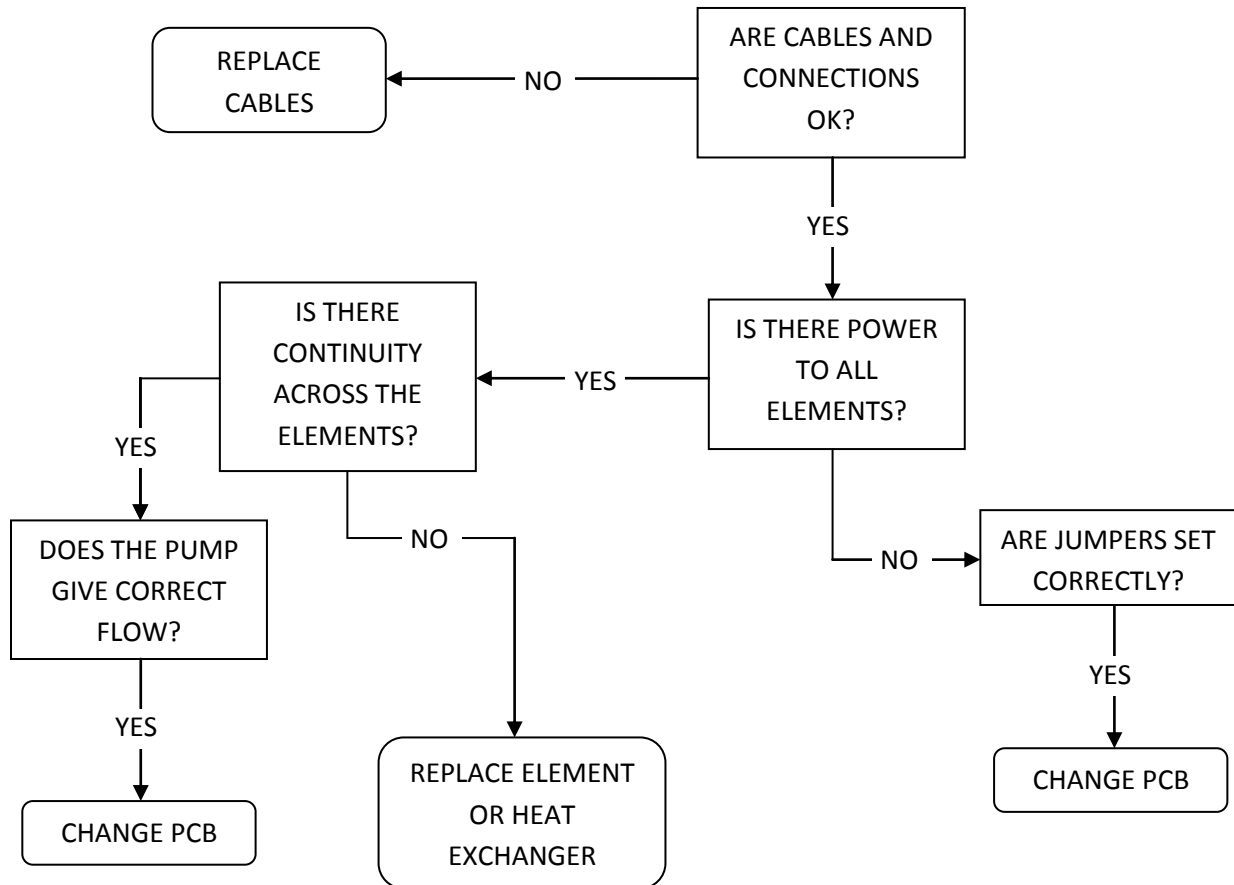 REPLACE
CABLES
NO
ARE CABLES AND
CONNECTIONS
OK?
YES
IS THERE
CONTINUITY
ACROSS THE
ELEMENTS?
YES
IS THERE POWER
TO ALL
ELEMENTS?
YES
NO
NO
DOES THE PUMP
GIVE CORRECT
FLOW?
ARE JUMPERS SET
CORRECTLY?
YES
YES
REPLACE ELEMENT
OR HEAT
EXCHANGER
CHANGE PCB
CHANGE PCB